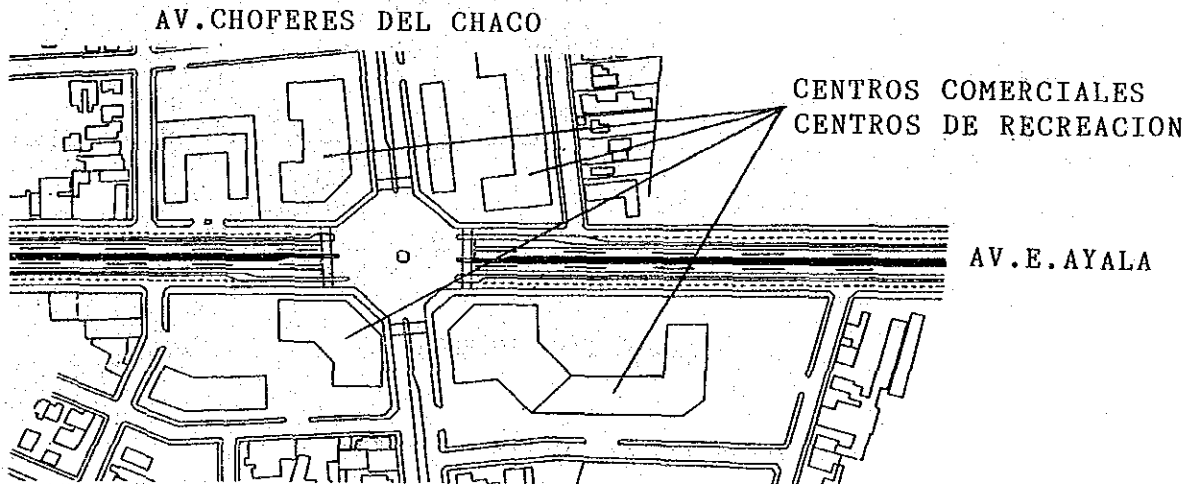 AV.CHOFERES DEL CHACO
CENTROS COMERCIALES
CENTROS DE RECREACION
AV.E.AYALA